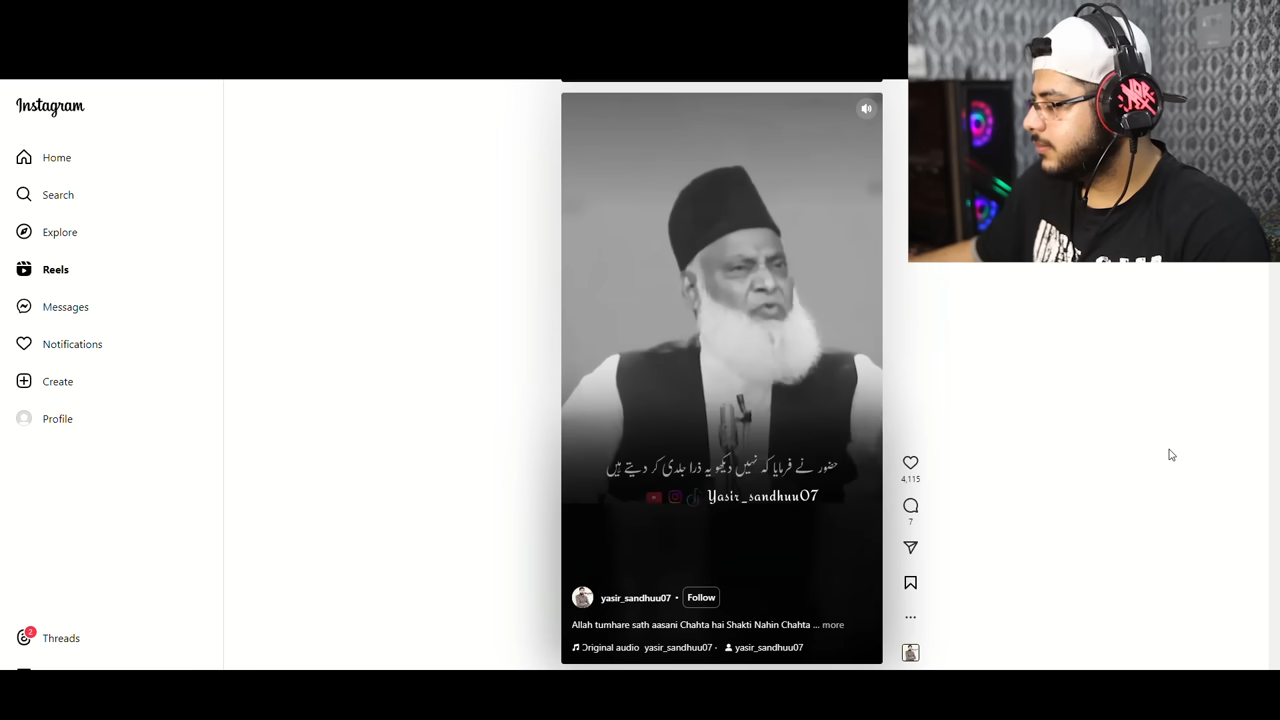 Instagram
Home
Search
Explore
Reels
Messages
Notifications
Create
Profile
2
Threads
حضور نے فرمایا کہ نہیں دیکھو یہ ذرا جلدی کر دیتے ہیں
Yasir_sandhuu07
yasir_sandhuu07 • Follow
Allah tumhare sath aasani Chahta hai Shakti Nahin Chahta ... more
Original audio yasir_sandhuu07 · yasir_sandhuu07
4,115
7